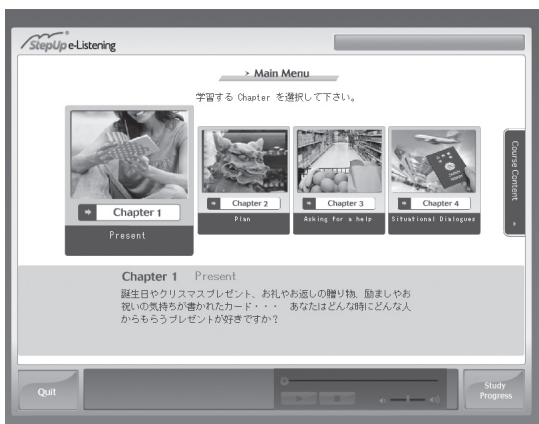 StepUp e-Listening
> Main Menu
学習する Chapter を選択して下さい。
Chapter 1
Present
Chapter 2
Plan
Chapter 3
Asking for a help
Chapter 4
Situational Dialogues
Course Content
Chapter 1 Present
誕生日やクリスマスプレゼント、お礼やお返しの贈り物、励ましやお
祝いの気持ちが書かれたカード・・・ あなたはどんな時にどんな人
からもらうプレゼントが好きですか？
Quit
Study
Progress